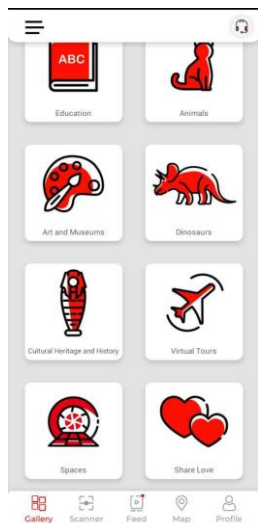 ABC
Education
Animals
Art and Museums
Dinosaurs
Cultural Heritage and History
Virtual Tours
Spaces
Share Love
Gallery
Scanner
Feed
Map
Profile